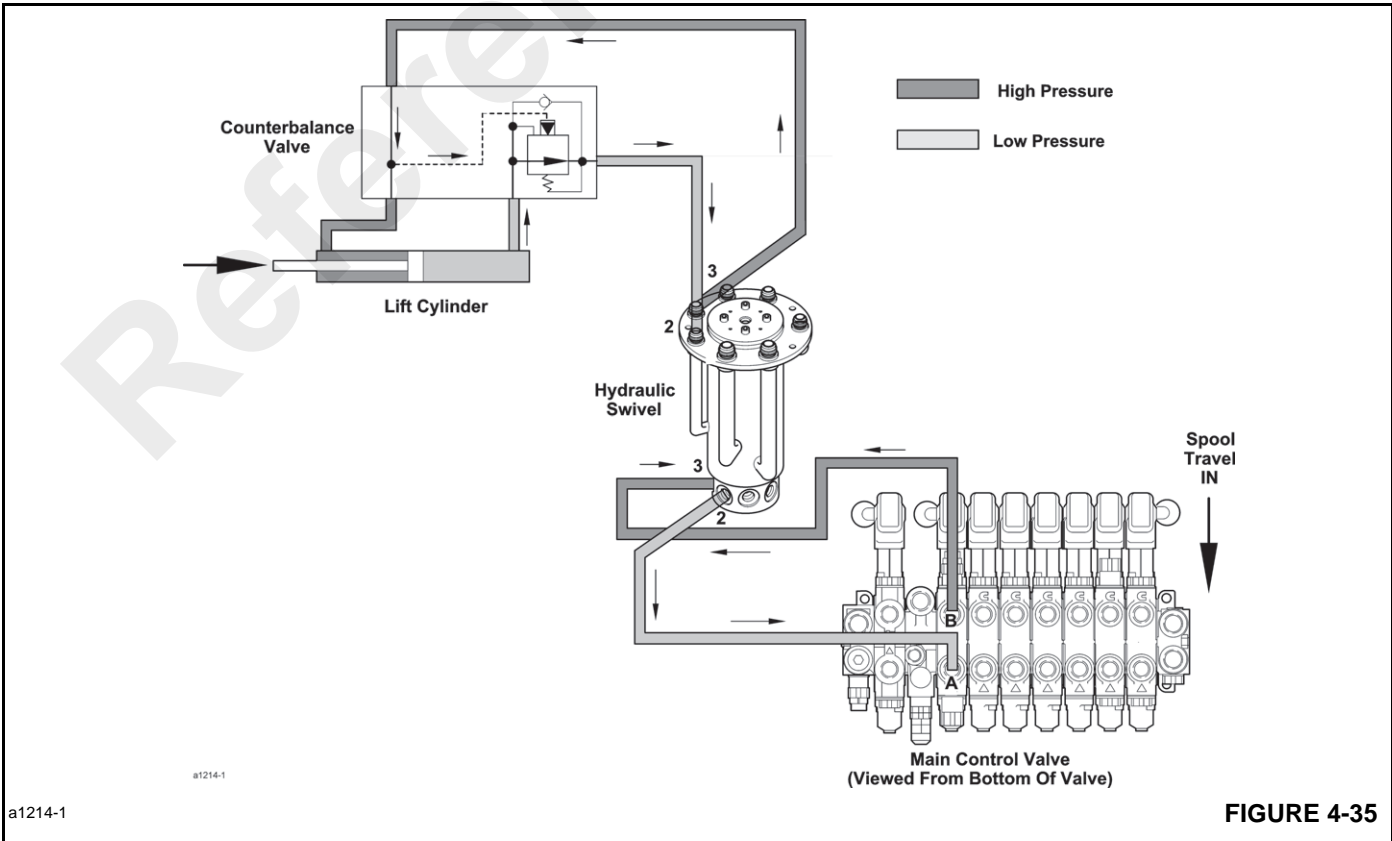 Refere
High Pressure
Low Pressure
Counterbalance
Valve
Lift Cylinder
3
2
Hydraulic
Swivel
3
2
Spool
Travel
IN
B
A
Main Control Valve
(Viewed From Bottom Of Valve)
a1214-1
a1214-1
FIGURE 4-35